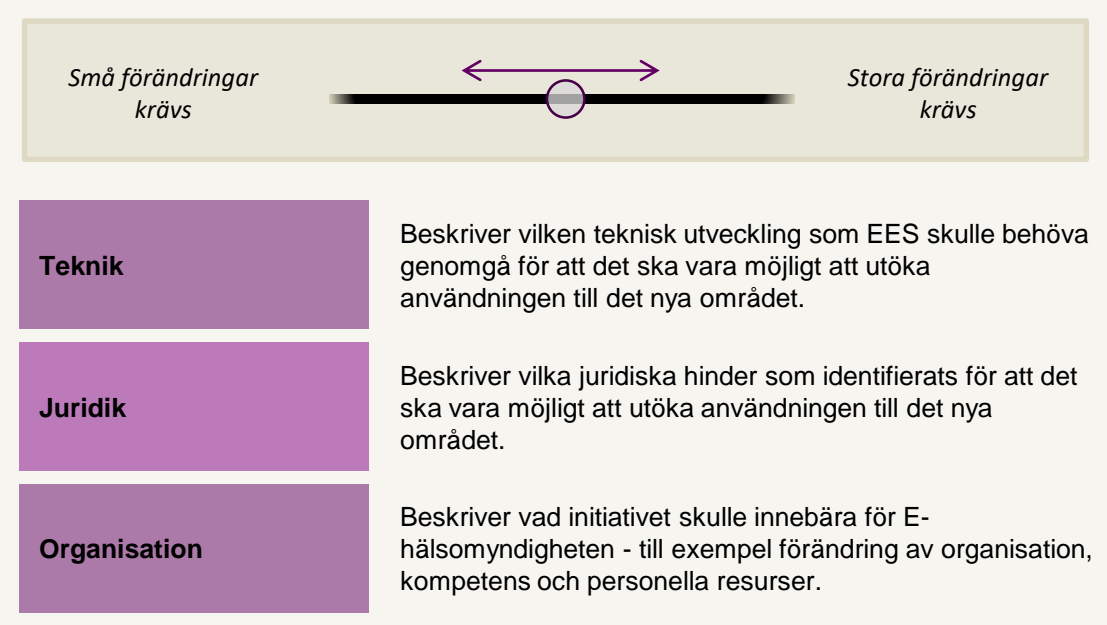 Små förändringar
krävs
Stora förändringar
krävs
Teknik
Beskriver vilken teknisk utveckling som EES skulle behöva
genomgå för att det ska vara möjligt att utöka
användningen till det nya området.
Juridik
Beskriver vilka juridiska hinder som identifierats för att det
ska vara möjligt att utöka användningen till det nya
området.
Organisation
Beskriver vad initiativet skulle innebära för E-
hälsomyndigheten - till exempel förändring av organisation,
kompetens och personella resurser.